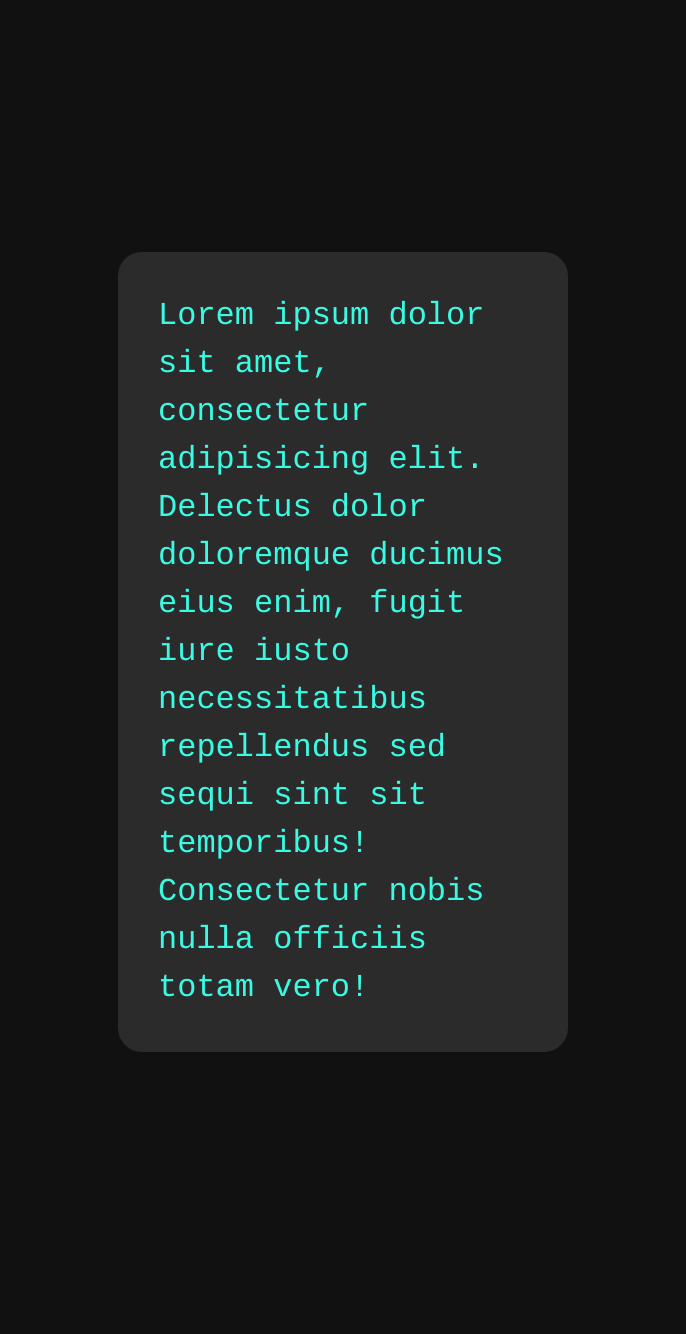 Lorem ipsum dolor
sit amet,
consectetur
adipisicing elit.
Delectus dolor
doloremque ducimus
eius enim, fugit
iure iusto
necessitatibus
repellendus sed
sequi sint sit
temporibus!
Consectetur nobis
nulla officiis
totam vero!